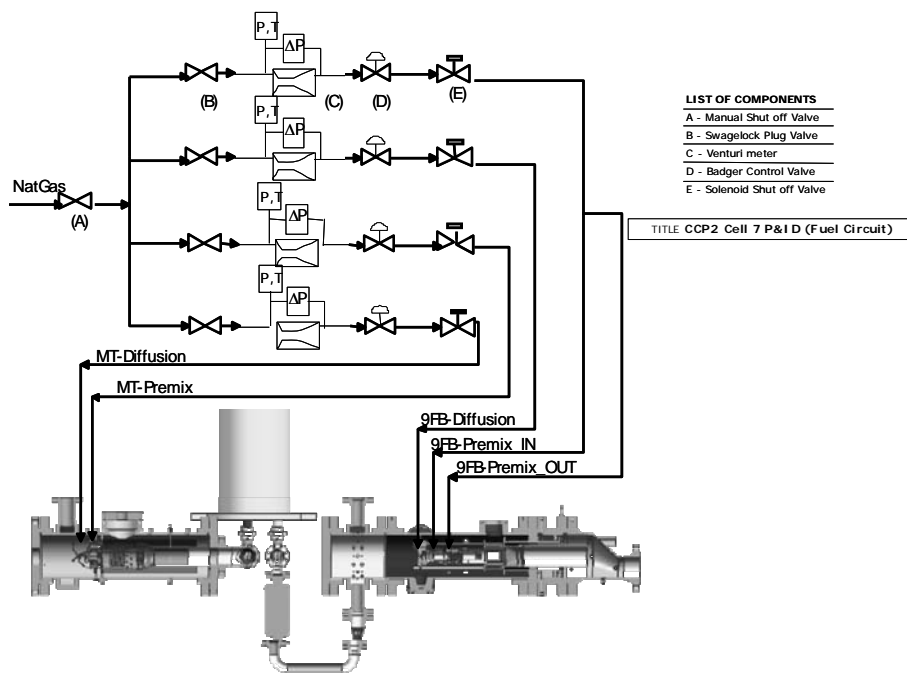 P,T
ΔP
(B)
(C)
(D)
(E)
P,T
ΔP
NatGas
(A)
P,T
ΔP
P,T
ΔP
LIST OF COMPONENTS
A - Manual Shut off Valve
B - Swagelock Plug Valve
C - Venturi meter
D - Badger Control Valve
E - Solenoid Shut off Valve
TITLE CCP2 Cell 7 P&ID (Fuel Circuit)
MT-Diffusion
MT-Premix
9FB-Diffusion
9FB-Premix_IN
9FB-Premix_OUT